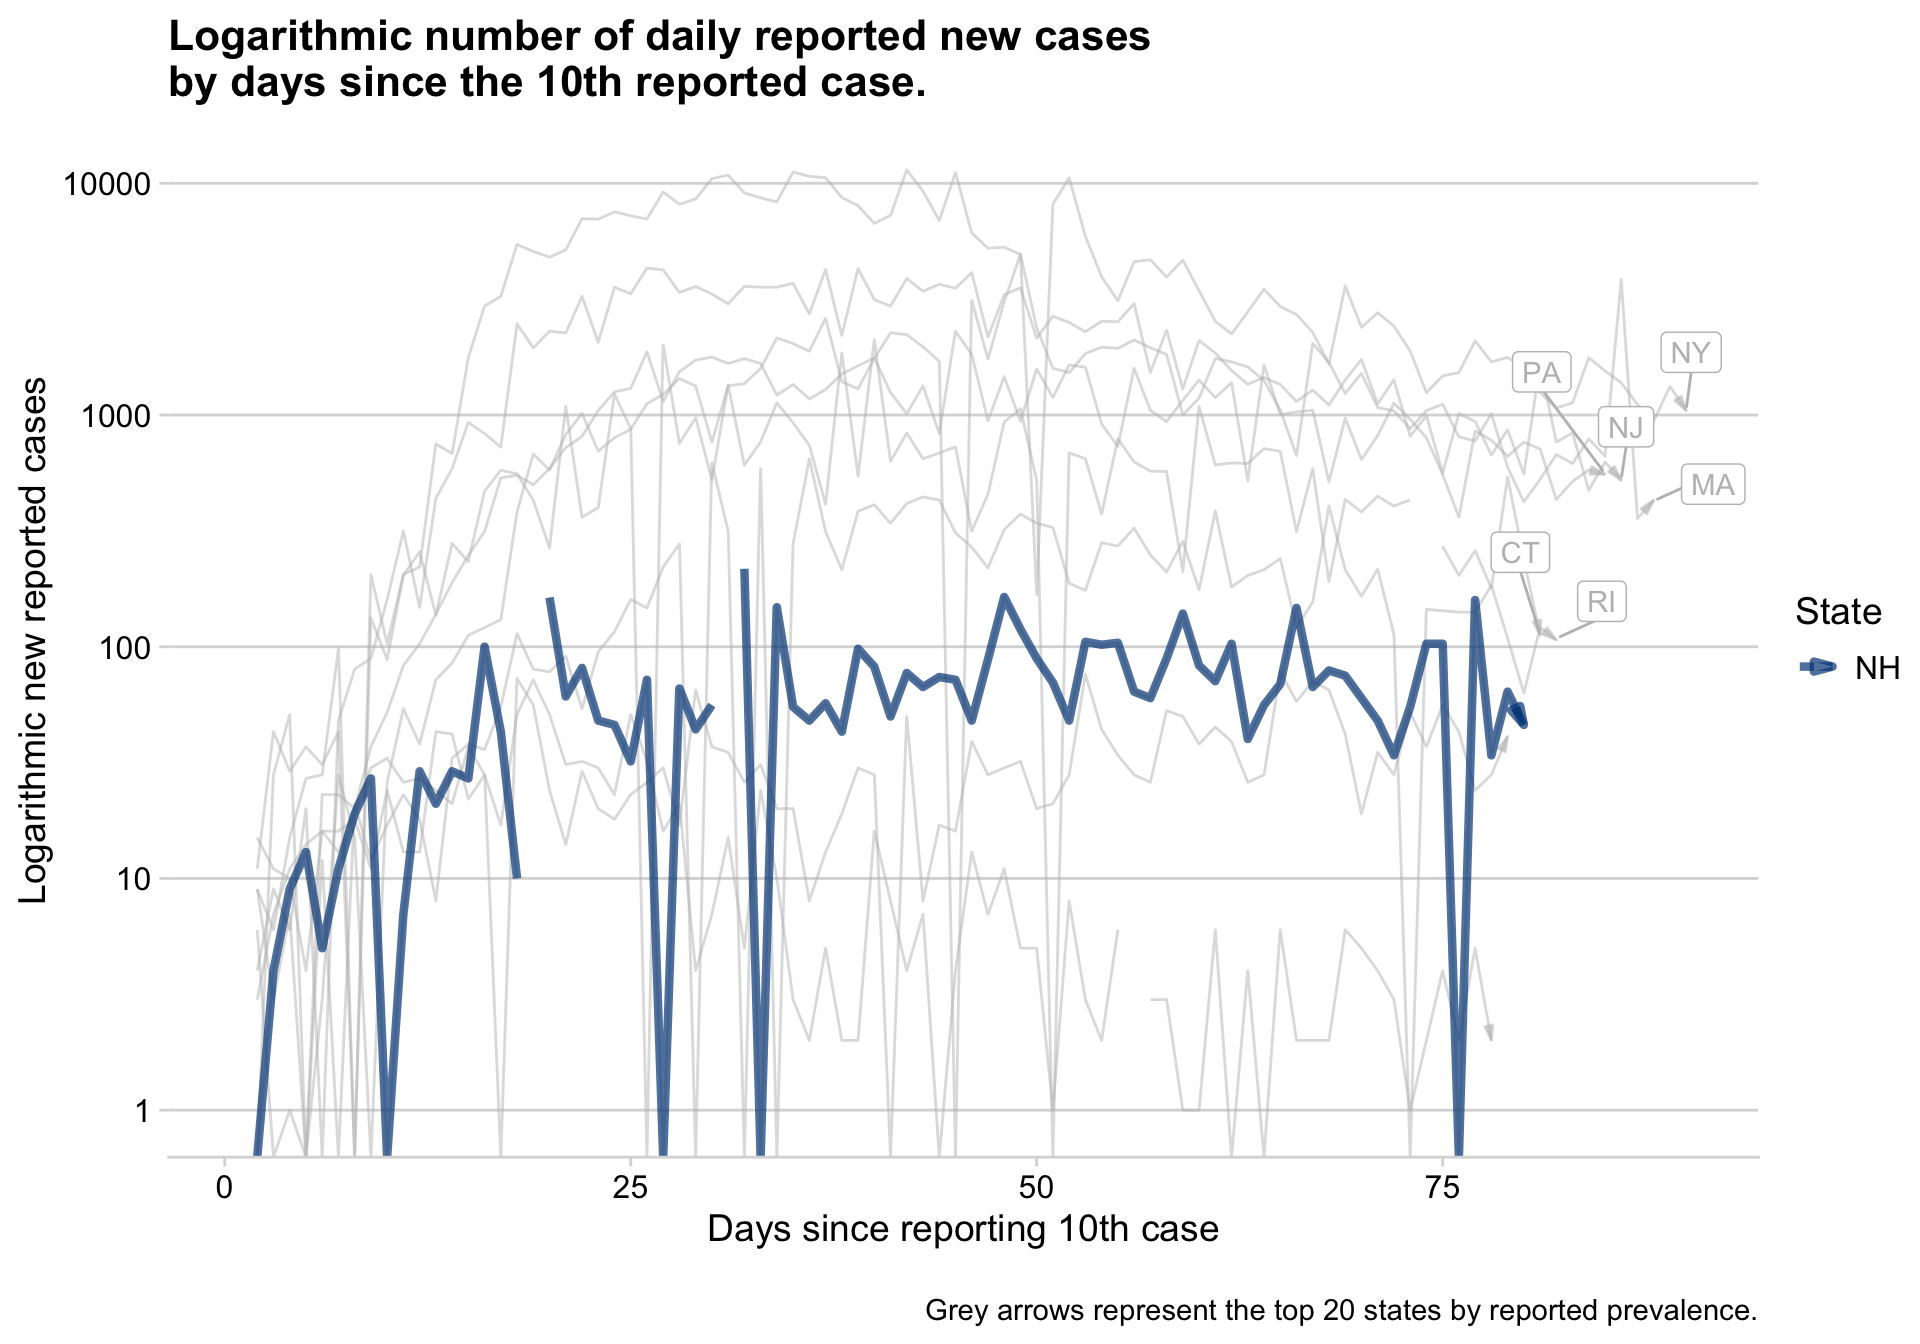 Logarithmic number of daily reported new cases
by days since the 10th reported case.
Logarithmic new reported cases
10000
1000
100
10
1
NY
PA
NJ
MA
CT
RI
State
NH
0
25
50
75
Days since reporting 10th case
Grey arrows represent the top 20 states by reported prevalence.